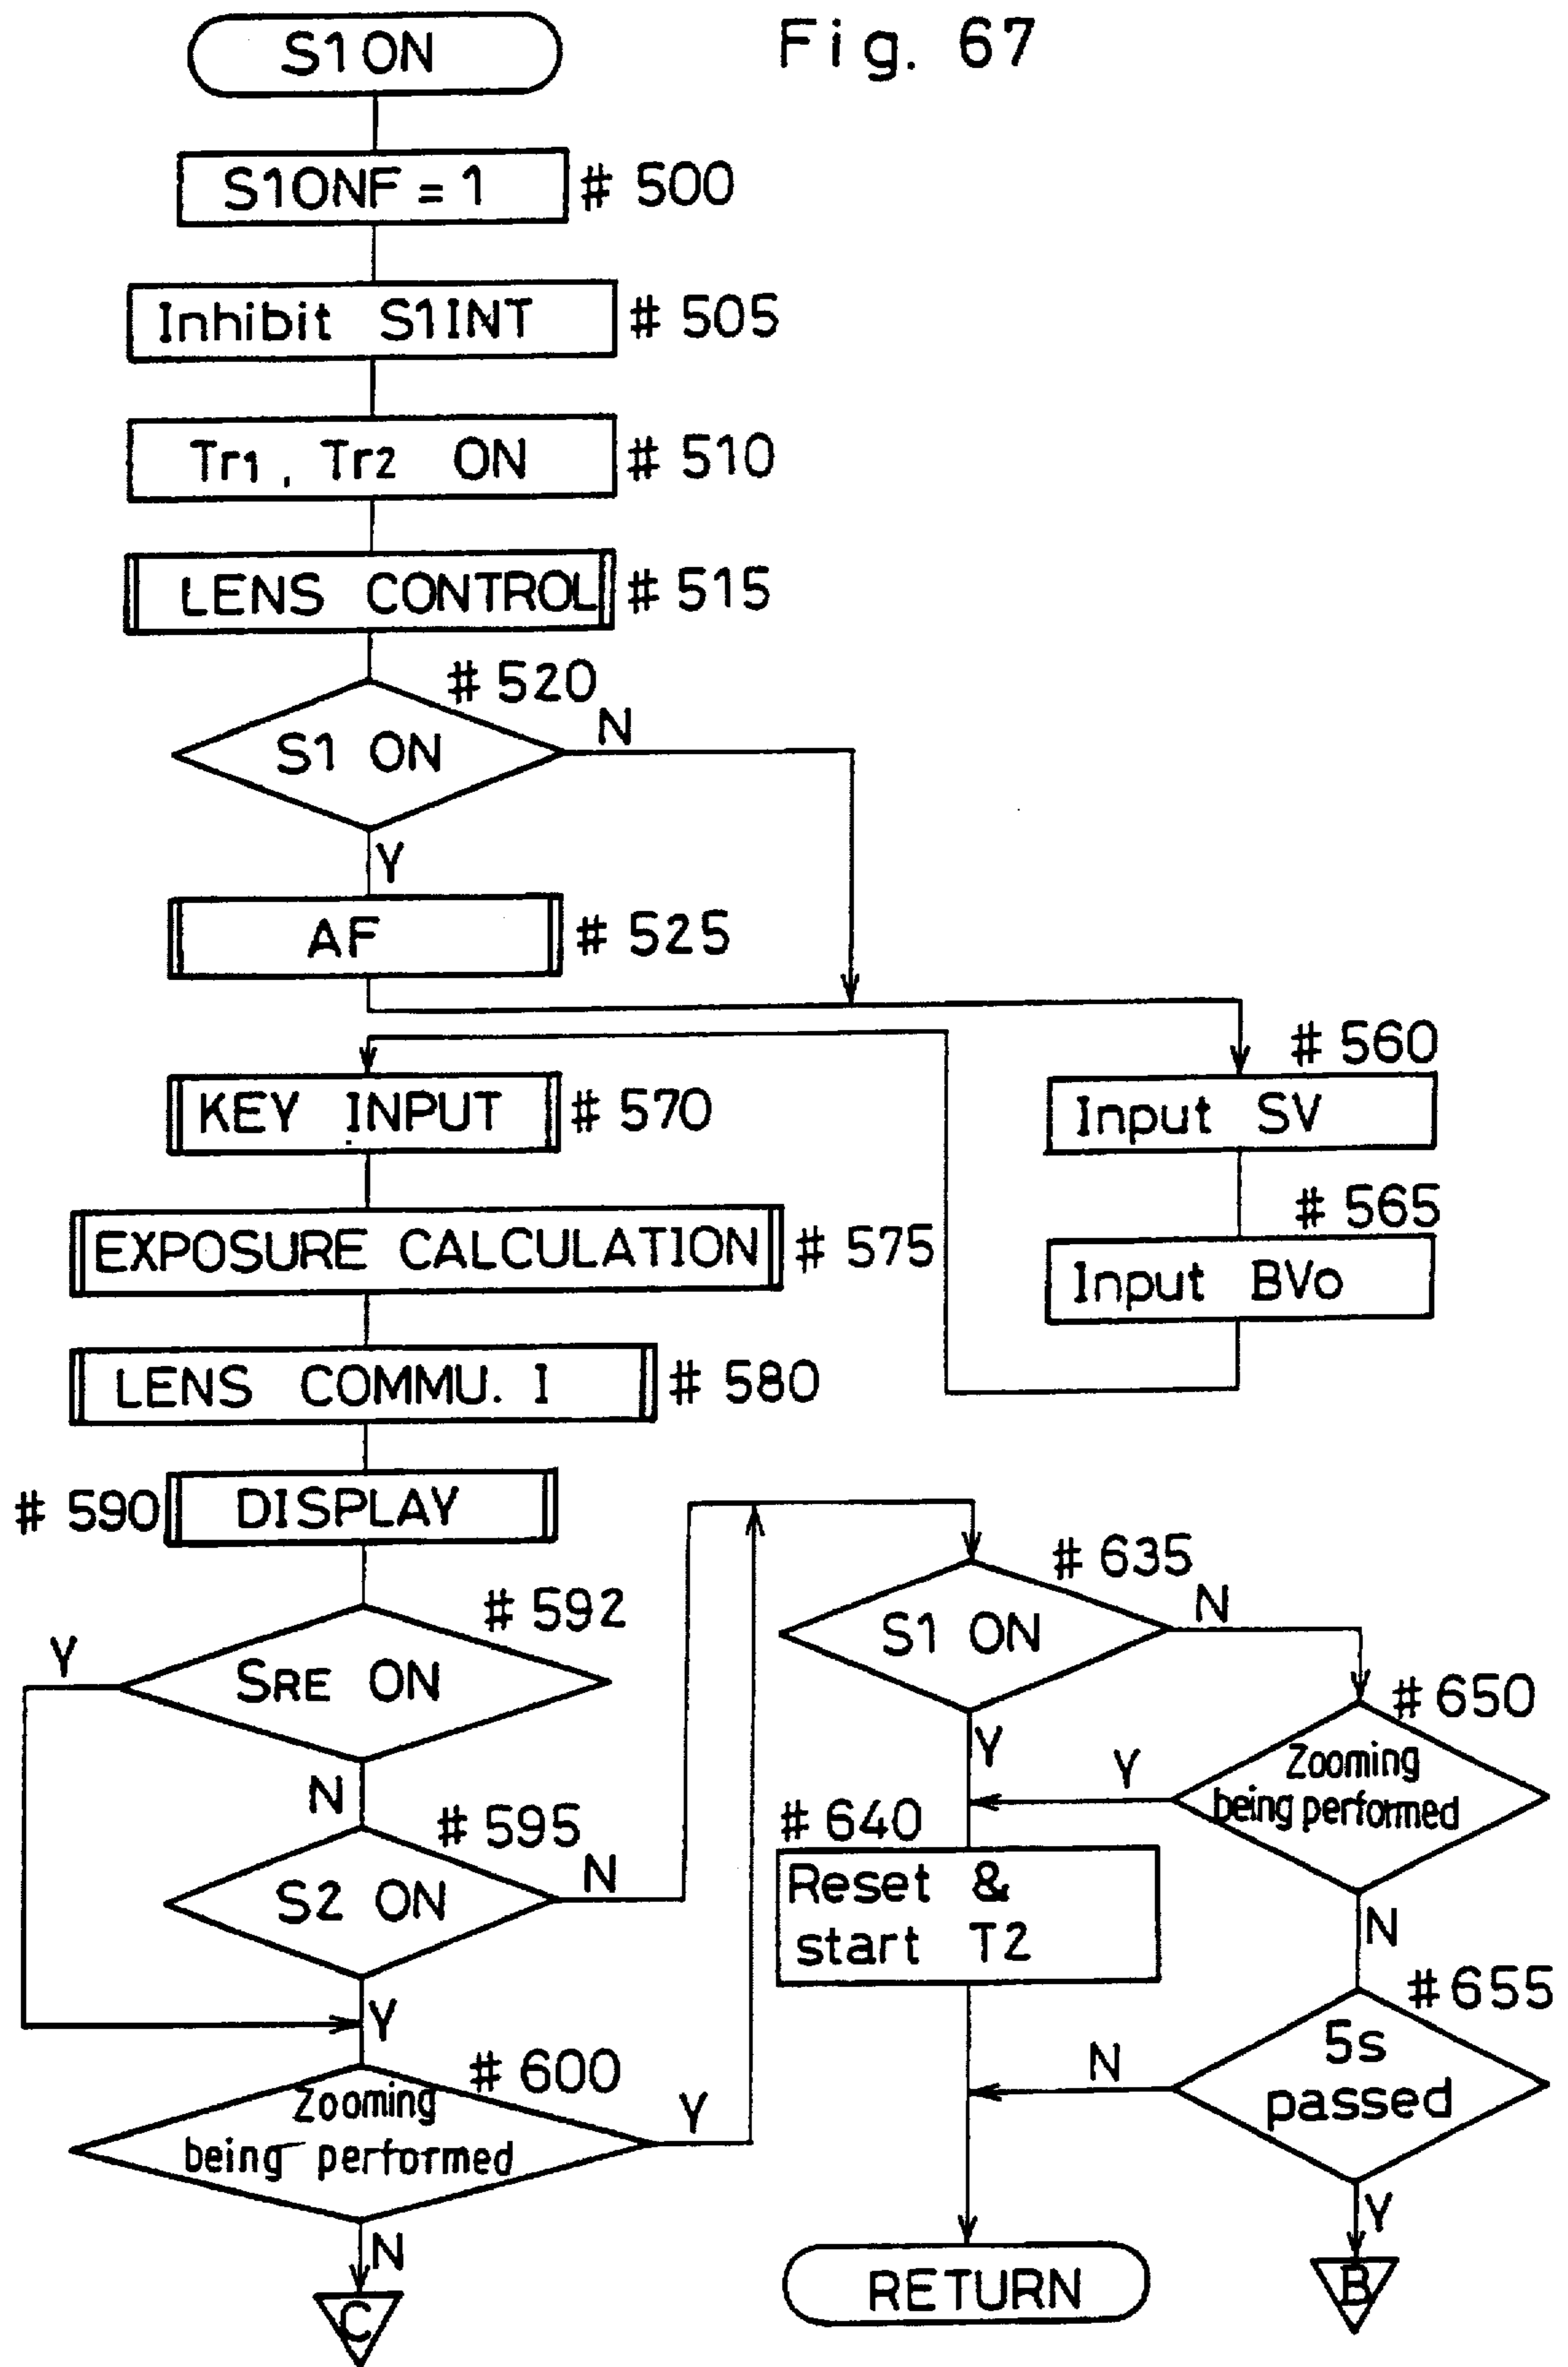 Fig. 67
S1ON
S1ONF = 1 # 500
Inhibit S1INT # 505
Tr1, Tr2 ON # 510
LENS CONTROL # 515
# 520
S1 ON
N
Y
AF # 525
# 560
Input SV
# 565
Input BVo
KEY INPUT # 570
EXPOSURE CALCULATION # 575
LENS COMMU. I # 580
# 590 DISPLAY
# 592
SRE ON
Y
N
# 595
S2 ON
N
Y
# 600
Zooming
being performed
Y
N
C
# 635
S1 ON
N
Y
# 650
Zooming
being performed
Y
N
# 640
Reset &
start T2
# 655
5s
passed
N
Y
RETURN
B